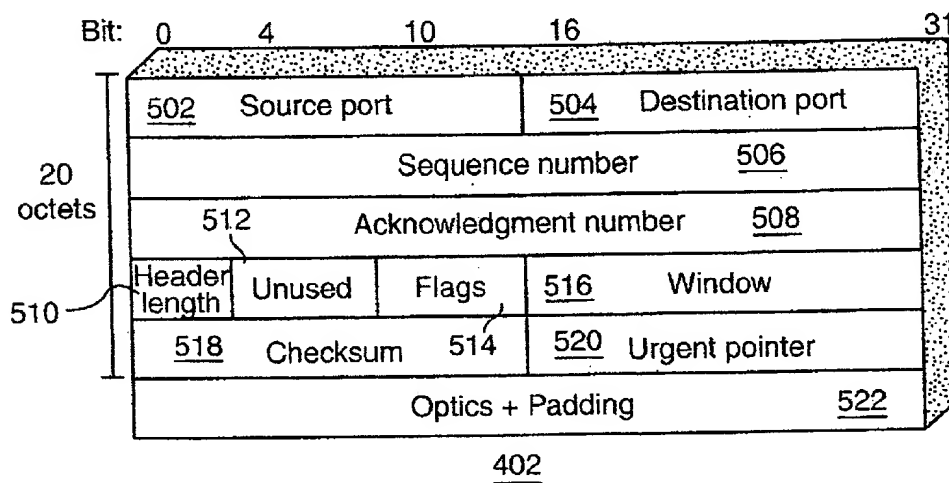 Bit: 0 4 10 16 31
502 Source port 504 Destination port
Sequence number 506
20
octets
512 Acknowledgment number 508
Header
length Unused Flags 516 Window
510
518 Checksum 514 520 Urgent pointer
Optics + Padding 522
402